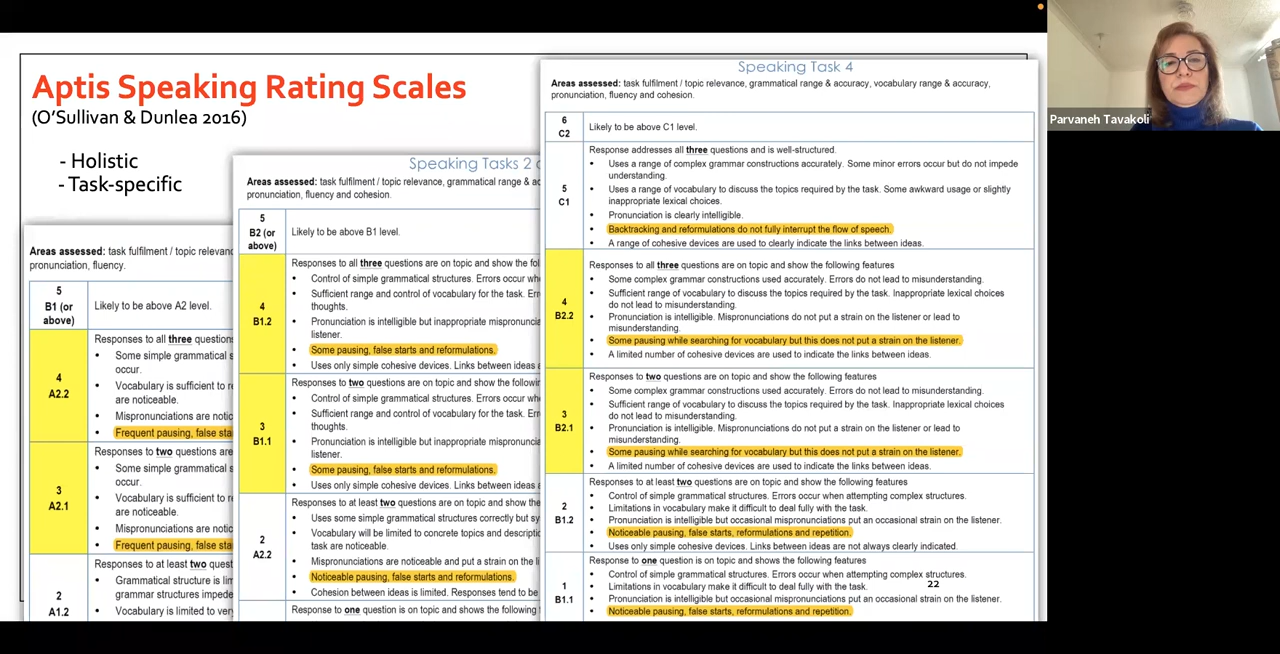 Aptis Speaking Rating Scales
(O'Sullivan & Dunlea 2016)
- Holistic
- Task-specific
Areas assessed: task fulfilment / topic relevanc
pronunciation, fluency.
5
B1 (or
above)
Likely to be above A2 level.
4
A2.2
Responses to all three question
• Some simple grammatical s
occur.
• Vocabulary is sufficient to re
are noticeable.
• Mispronunciations are notic
• Frequent pausing, false sta
3
A2.1
Responses to two questions are
• Some simple grammatical s
occur.
• Vocabulary is sufficient to re
are noticeable.
• Mispronunciations are notic
• Frequent pausing, false sta
2
A1.2
Responses to at least two quest
• Grammatical structure is lim
grammar structures impede
• Vocabulary is limited to very
Speaking Tasks 2 a
Areas assessed: task fulfilment / topic relevance, grammatical range & ac
pronunciation, fluency and cohesion.
5
B2 (or
above)
Likely to be above B1 level.
4
B1.2
Responses to all three questions are on topic and show the fol
• Control of simple grammatical structures. Errors occur wh
• Sufficient range and control of vocabulary for the task. Err
thoughts.
• Pronunciation is intelligible but inappropriate mispronuncia
listener.
• Some pausing, false starts and reformulations.
• Uses only simple cohesive devices. Links between ideas a
3
B1.1
Responses to two questions are on topic and show the followin
• Control of simple grammatical structures. Errors occur whe
• Sufficient range and control of vocabulary for the task. Erro
thoughts.
• Pronunciation is intelligible but inappropriate mispronuncia
listener.
• Some pausing, false starts and reformulations.
• Uses only simple cohesive devices. Links between ideas a
2
A2.2
Responses to at least two questions are on topic and show the
• Uses some simple grammatical structures correctly but sy
• Vocabulary will be limited to concrete topics and descripti
task are noticeable.
• Mispronunciations are noticeable and put a strain on the li
• Noticeable pausing, false starts and reformulations.
• Cohesion between ideas is limited. Responses tend to be
Response to one question is on topic and shows the following f
Speaking Task 4
Areas assessed: task fulfilment / topic relevance, grammatical range & accuracy, vocabulary range & accuracy,
pronunciation, fluency and cohesion.
6
C2
Likely to be above C1 level.
5
C1
Response addresses all three questions and is well-structured.
• Uses a range of complex grammar constructions accurately. Some minor errors occur but do not impede
understanding.
• Uses a range of vocabulary to discuss the topics required by the task. Some awkward usage or slightly
inappropriate lexical choices.
• Pronunciation is clearly intelligible.
• Backtracking and reformulations do not fully interrupt the flow of speech.
• A range of cohesive devices are used to clearly indicate the links between ideas.
4
B2.2
Responses to all three questions are on topic and show the following features
• Some complex grammar constructions used accurately. Errors do not lead to misunderstanding.
• Sufficient range of vocabulary to discuss the topics required by the task. Inappropriate lexical choices
do not lead to misunderstanding.
• Pronunciation is intelligible. Mispronunciations do not put a strain on the listener or lead to
misunderstanding.
• Some pausing while searching for vocabulary but this does not put a strain on the listener.
• A limited number of cohesive devices are used to indicate the links between ideas.
3
B2.1
Responses to two questions are on topic and show the following features
• Some complex grammar constructions used accurately. Errors do not lead to misunderstanding.
• Sufficient range of vocabulary to discuss the topics required by the task. Inappropriate lexical choices
do not lead to misunderstanding.
• Pronunciation is intelligible. Mispronunciations do not put a strain on the listener or lead to
misunderstanding.
• Some pausing while searching for vocabulary but this does not put a strain on the listener.
• A limited number of cohesive devices are used to indicate the links between ideas.
2
B1.2
Responses to at least two questions are on topic and show the following features
• Control of simple grammatical structures. Errors occur when attempting complex structures.
• Limitations in vocabulary make it difficult to deal fully with the task.
• Pronunciation is intelligible but occasional mispronunciations put an occasional strain on the listener.
• Noticeable pausing, false starts, reformulations and repetition.
• Uses only simple cohesive devices. Links between ideas are not always clearly indicated.
1
B1.1
Response to one question is on topic and shows the following features
• Control of simple grammatical structures. Errors occur when attempting complex structures.
• Limitations in vocabulary make it difficult to deal fully with the task.
• Pronunciation is intelligible but occasional mispronunciations put an occasional strain on the listener.
• Noticeable pausing, false starts, reformulations and repetition.
22
Parvaneh Tavakoli